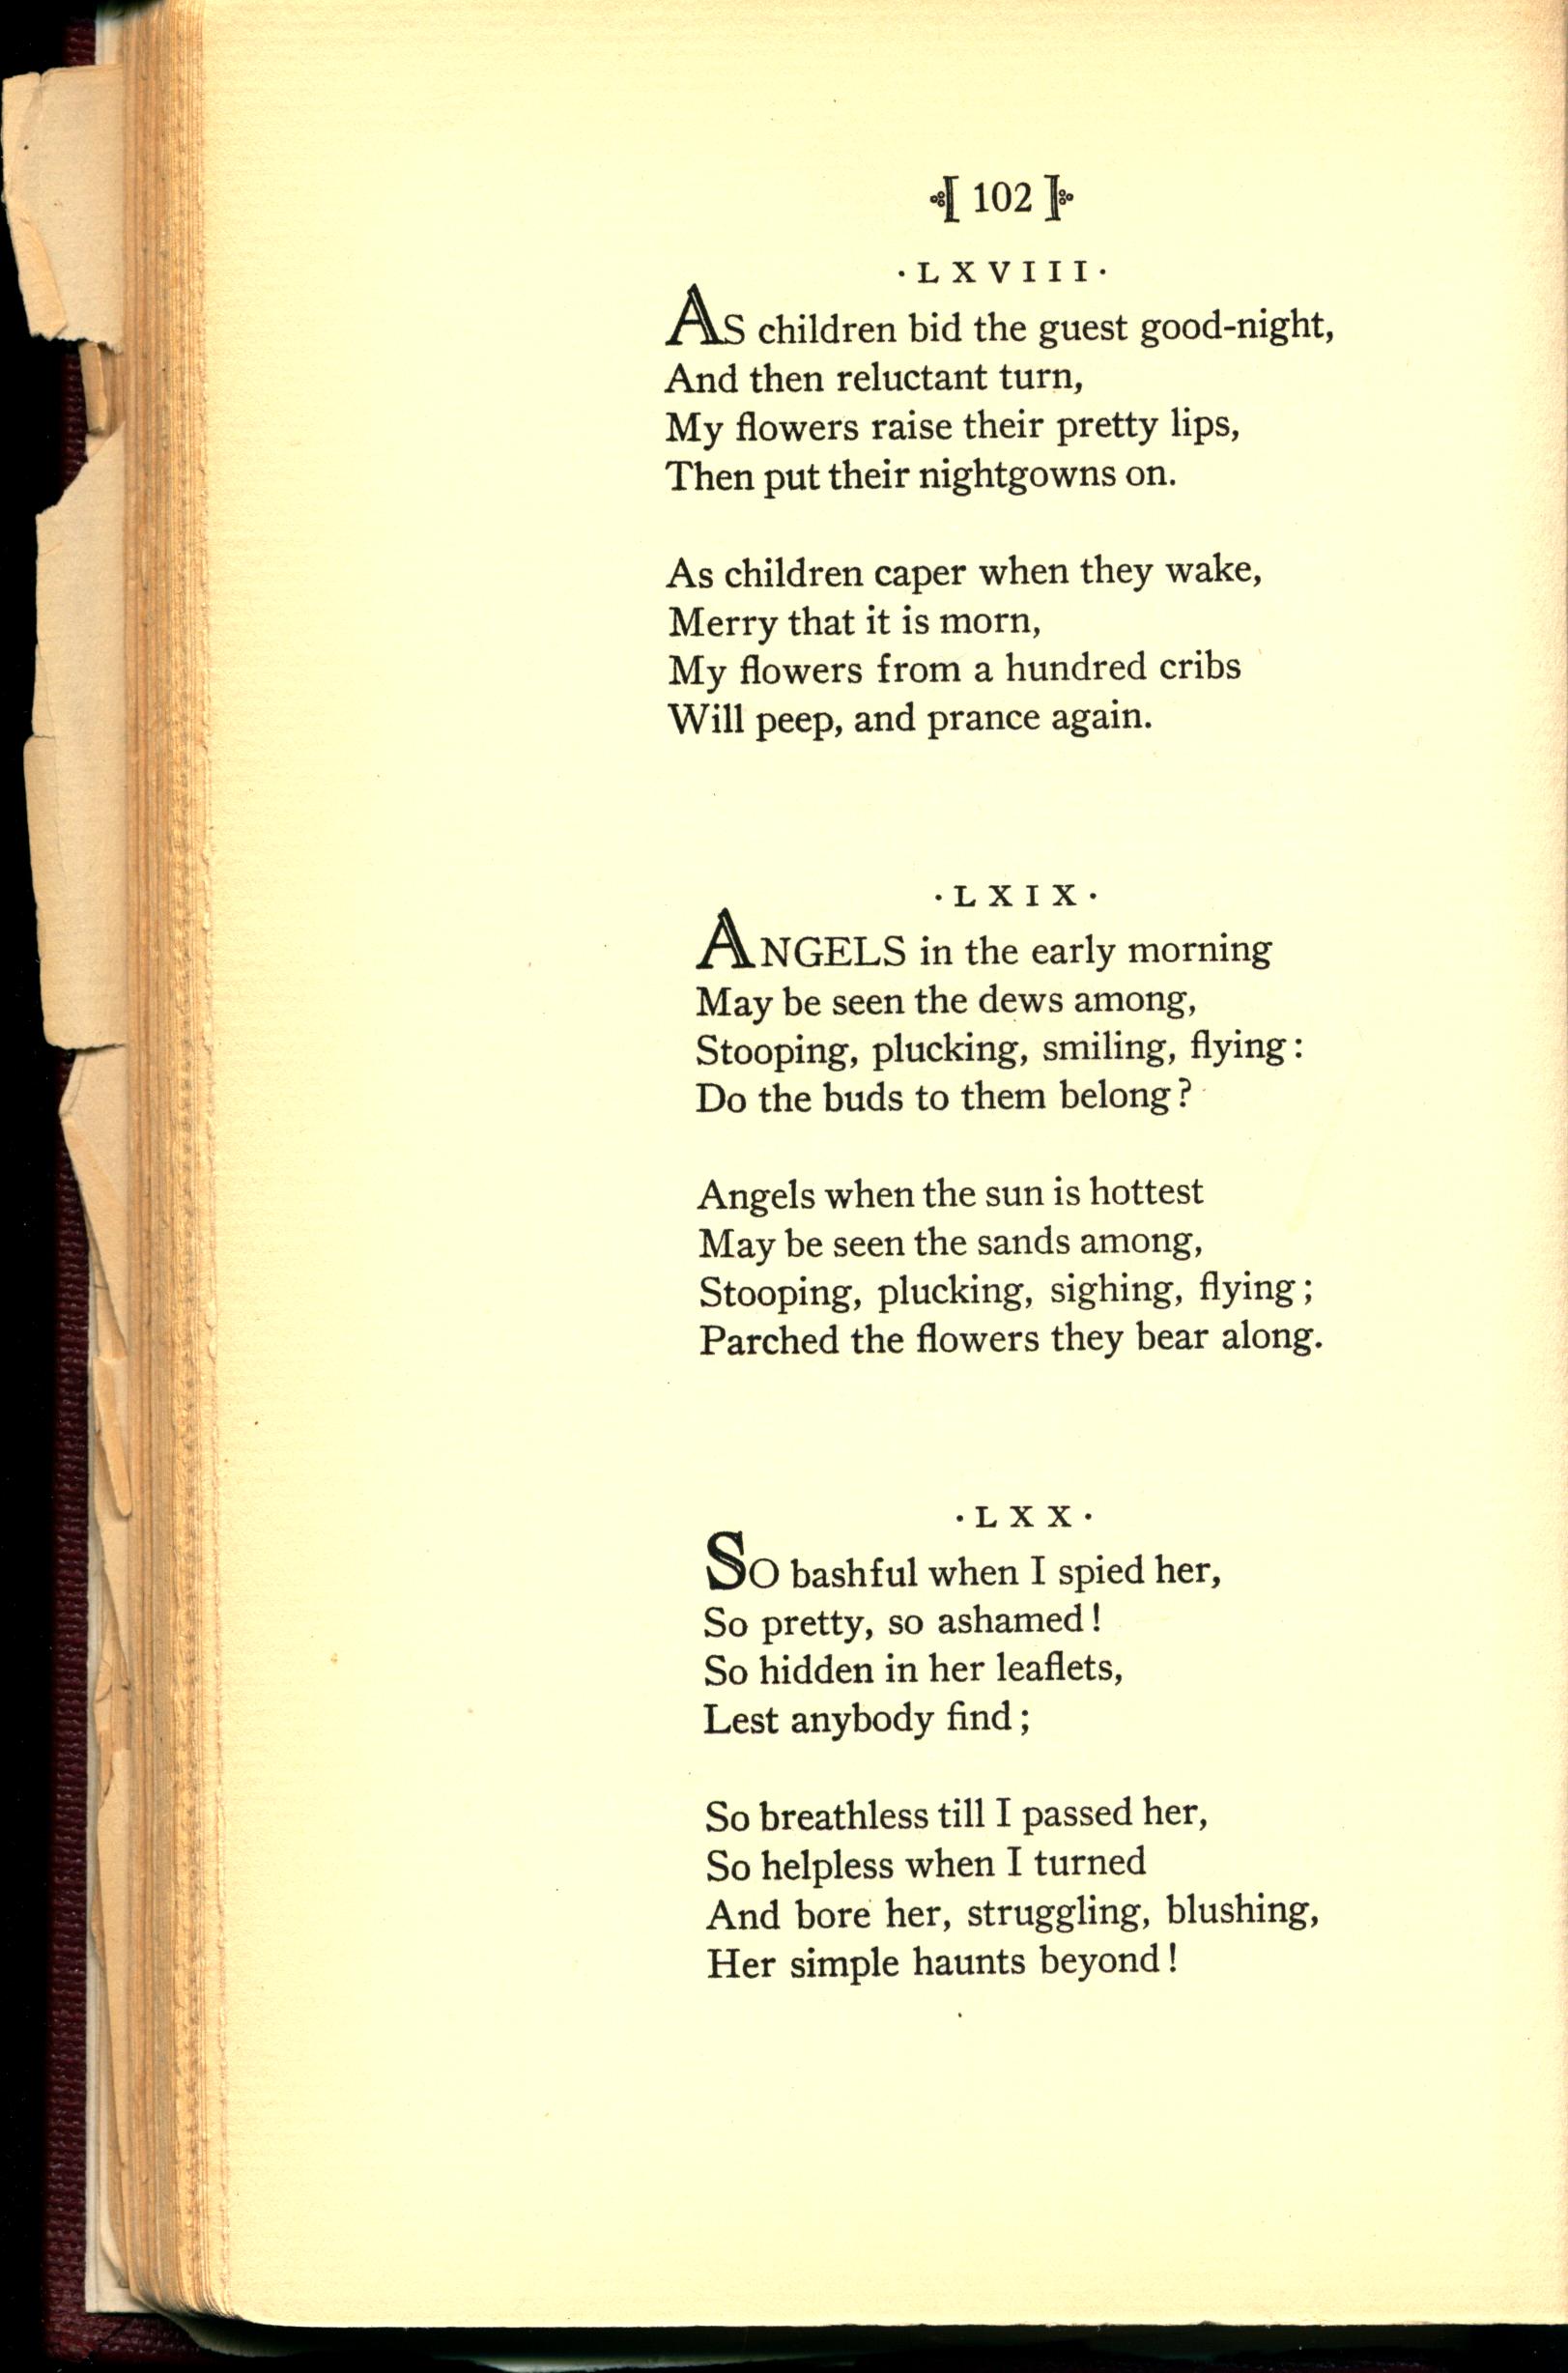 102
·LXVIII·
As children bid the guest good-night,
And then reluctant turn,
My flowers raise their pretty lips,
Then put their nightgowns on.
As children caper when they wake,
Merry that it is morn,
My flowers from a hundred cribs
Will peep, and prance again.
·LXIX·
ANGELS in the early morning
May be seen the dews among,
Stooping, plucking, smiling, flying:
Do the buds to them belong?
Angels when the sun is hottest
May be seen the sands among,
Stooping, plucking, sighing, flying;
Parched the flowers they bear along.
·LXX·
SO bashful when I spied her,
So pretty, so ashamed!
So hidden in her leaflets,
Lest anybody find;
So breathless till I passed her,
So helpless when I turned
And bore her, struggling, blushing,
Her simple haunts beyond!